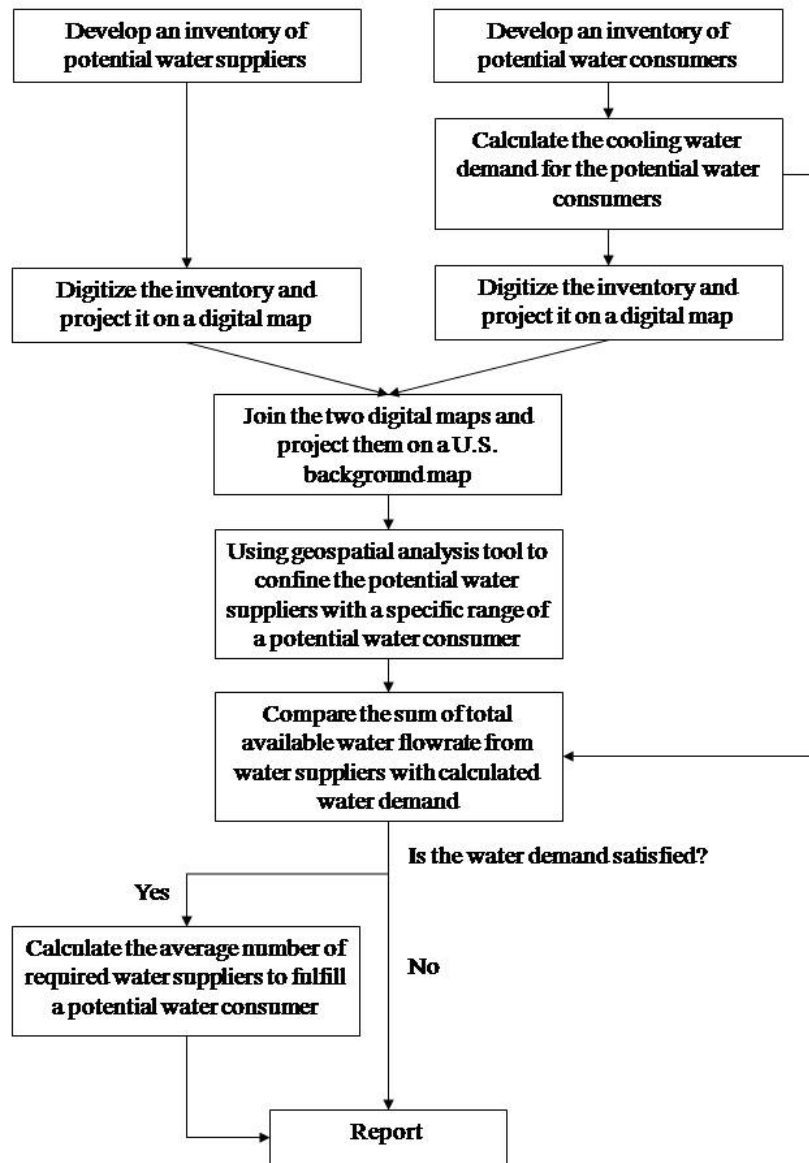 Develop an inventory of
potential water suppliers
Develop an inventory of
potential water consumers
Calculate the cooling water
demand for the potential water
consumers
Digitize the inventory and
project it on a digital map
Digitize the inventory and
project it on a digital map
Join the two digital maps and
project them on a U.S.
background map
Using geospatial analysis tool to
confine the potential water
suppliers with a specific range of
a potential water consumer
Compare the sum of total
available water flowrate from
water suppliers with calculated
water demand
Is the water demand satisfied?
Yes
Calculate the average number of
required water suppliers to fulfill
a potential water consumer
No
Report